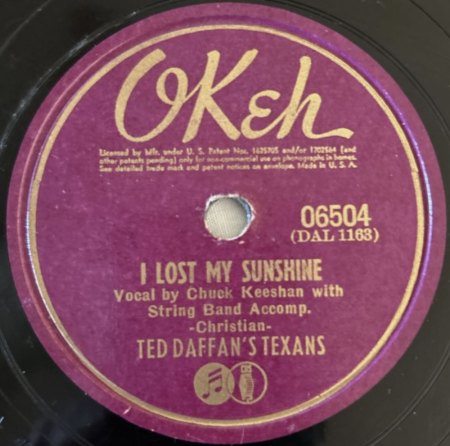 OKeh
Licensed by Mfr. under U. S. Patent Nos. 1625705 and/or 1702564 (and
other patents pending) only for non-commercial use on phonographs in homes.
See detailed trade mark and patent notices on envelope. Made in U. S. A.
06504
(DAL 1163)
I LOST MY SUNSHINE
Vocal by Chuck Keeshan with
String Band Accomp.
-Christian-
TED DAFFAN'S TEXANS